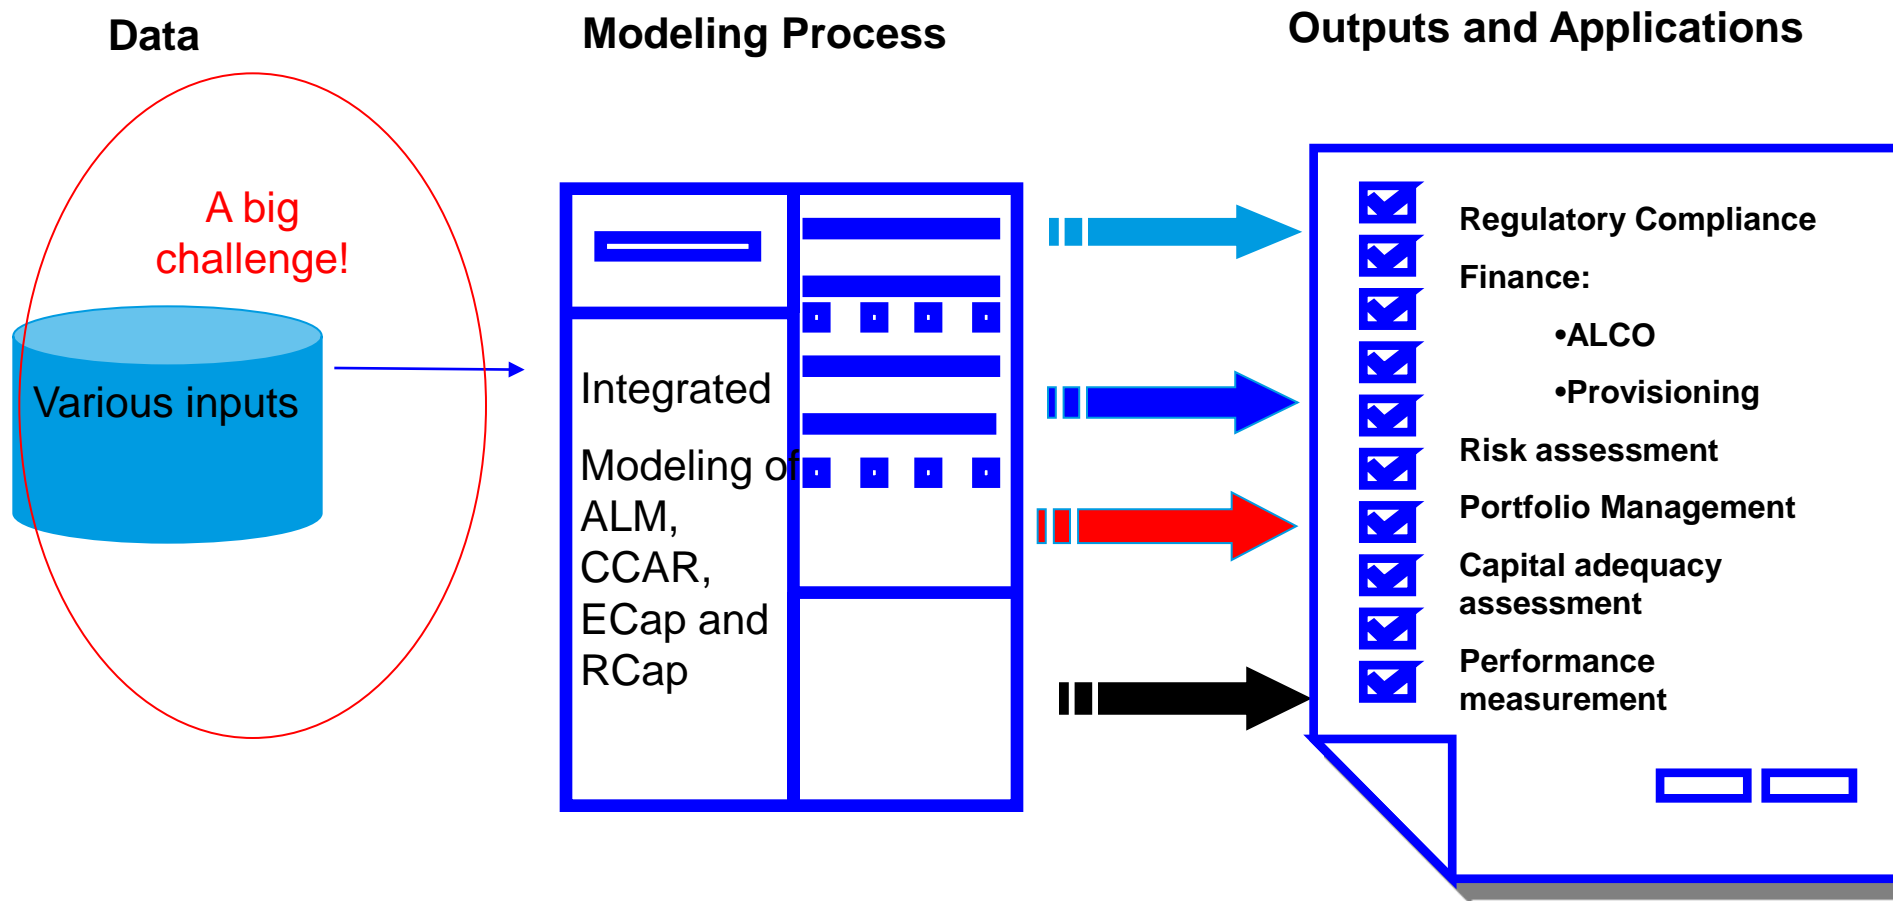 Data
Modeling Process
Outputs and Applications
A big
challenge!
Various inputs
Integrated
Modeling of
ALM,
CCAR,
ECap and
RCap
Regulatory Compliance
Finance:
•ALCO
•Provisioning
Risk assessment
Portfolio Management
Capital adequacy
assessment
Performance
measurement